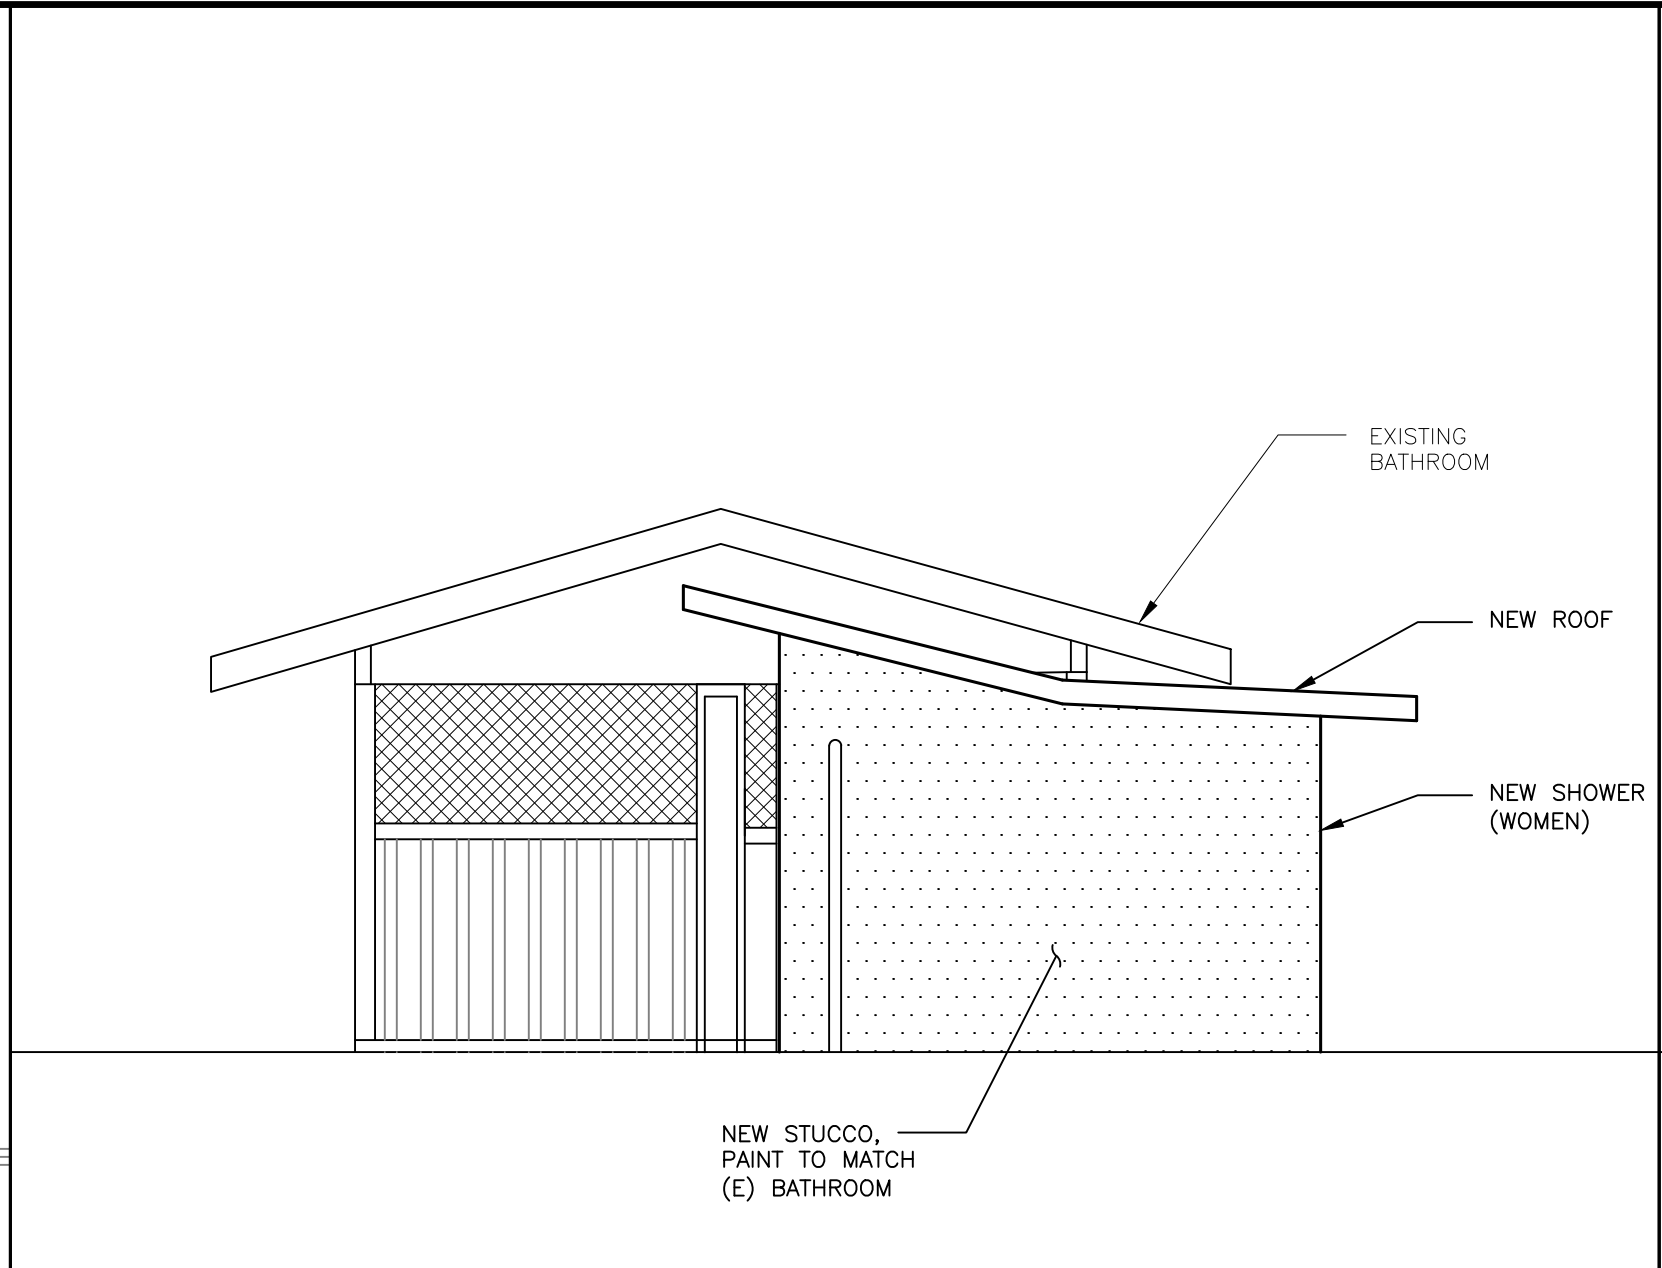 EXISTING
BATHROOM
NEW ROOF
NEW SHOWER
(WOMEN)
NEW STUCCO,
PAINT TO MATCH
(E) BATHROOM